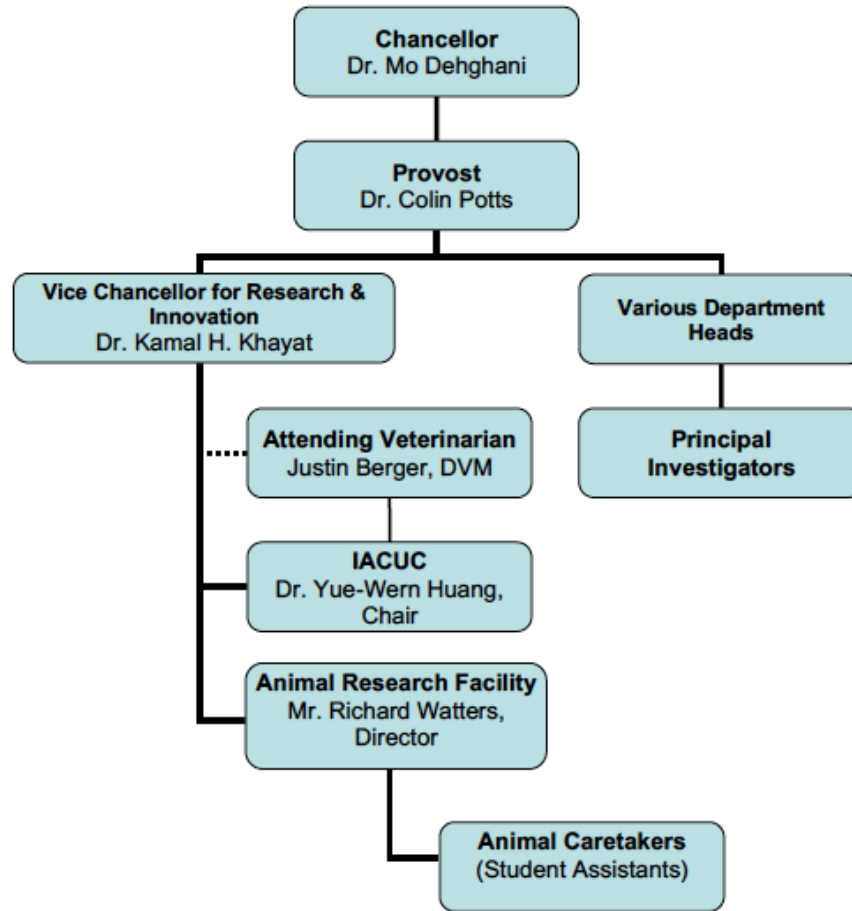 Chancellor
Dr. Mo Dehghani
Provost
Dr. Colin Potts
Vice Chancellor for Research &
Innovation
Dr. Kamal H. Khayat
Various Department
Heads
Attending Veterinarian
Justin Berger, DVM
Principal
Investigators
IACUC
Dr. Yue-Wern Huang,
Chair
Animal Research Facility
Mr. Richard Watters,
Director
Animal Caretakers
(Student Assistants)